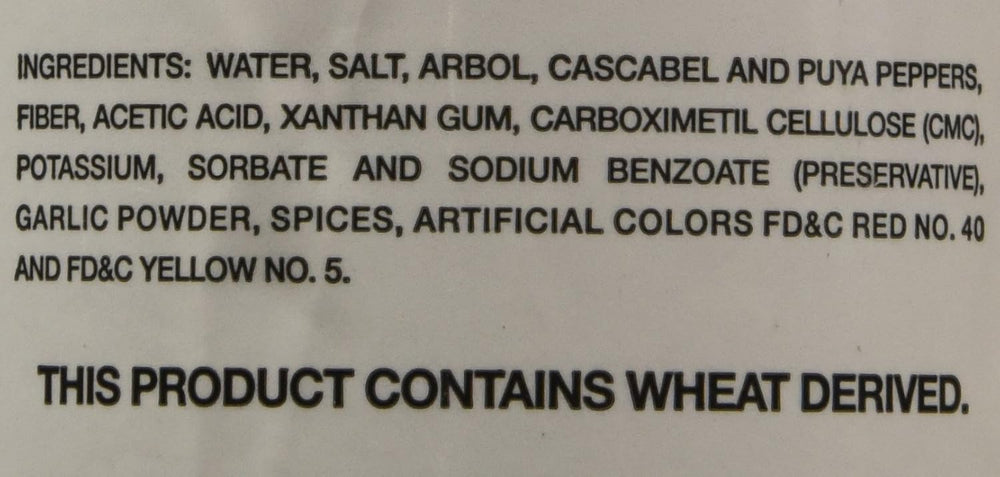 INGREDIENTS: WATER, SALT, ARBOL, CASCABEL AND PUYA PEPPERS,
FIBER, ACETIC ACID, XANTHAN GUM, CARBOXIMETIL CELLULOSE (CMC),
POTASSIUM, SORBATE AND SODIUM BENZOATE (PRESERVATIVE),
GARLIC POWDER, SPICES, ARTIFICIAL COLORS FD&C RED NO. 40
AND FD&C YELLOW NO. 5.
THIS PRODUCT CONTAINS WHEAT DERIVED.